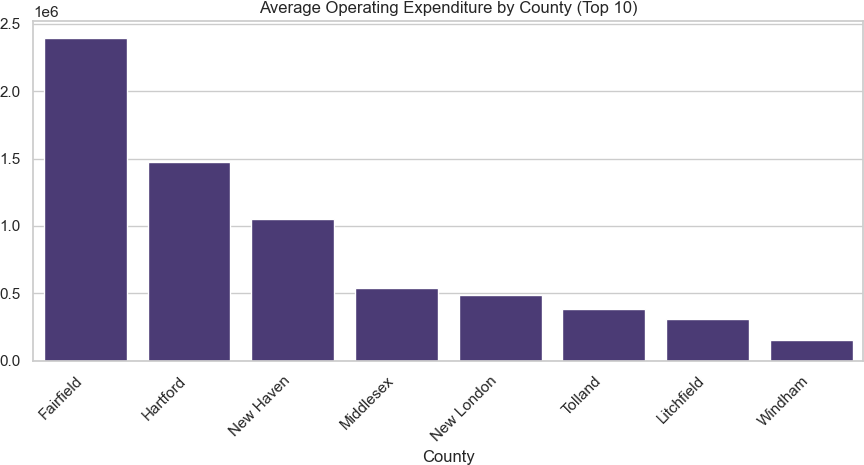 Average Operating Expenditure by County (Top 10)
1e6
2.5
2.0
1.5
1.0
0.5
0.0
Fairfield
Hartford
New Haven
Middlesex
New London
Tolland
Litchfield
Windham
County